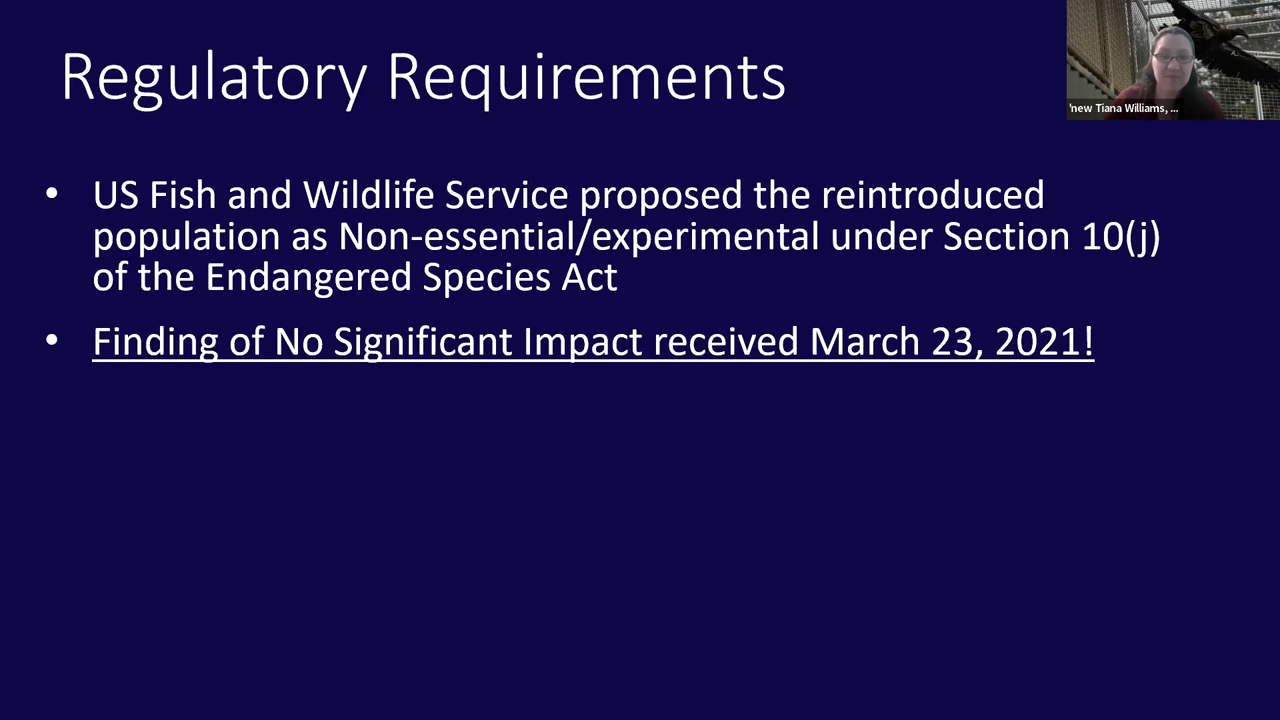 Regulatory Requirements
'new Tiana Williams, ...
• US Fish and Wildlife Service proposed the reintroduced
population as Non-essential/experimental under Section 10(j)
of the Endangered Species Act
• Finding of No Significant Impact received March 23, 2021!